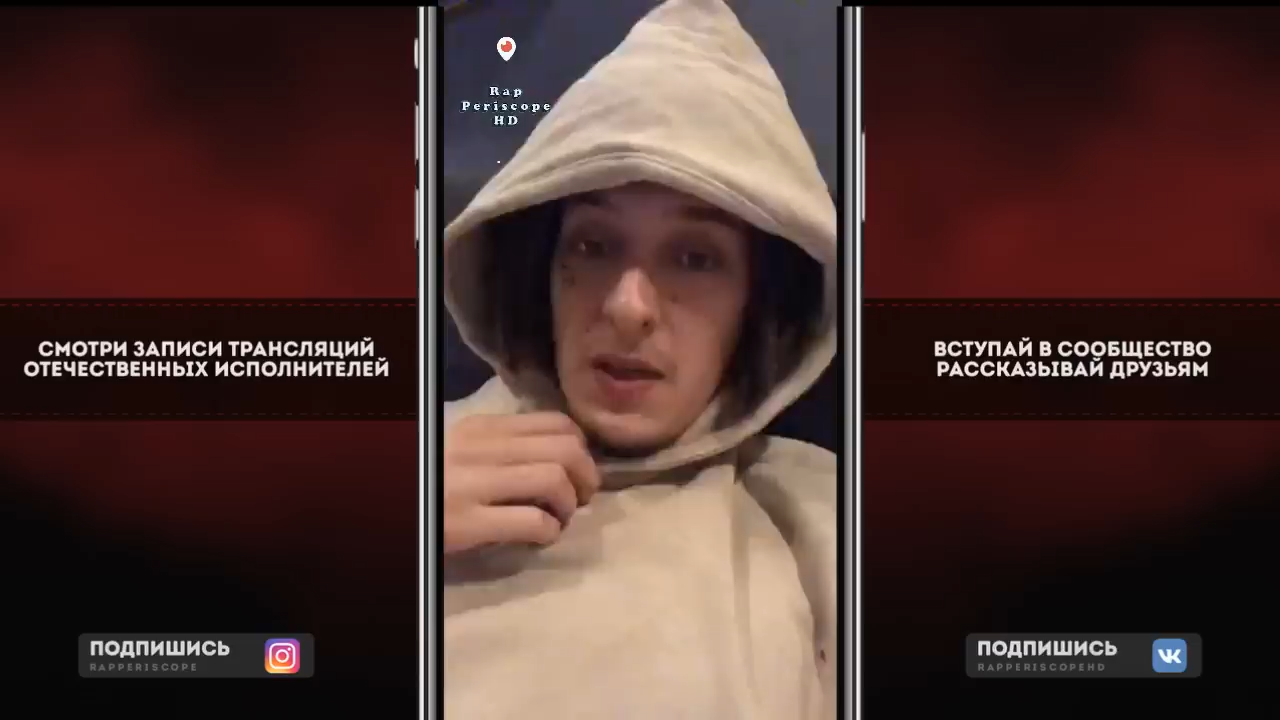 Rap
Periscope
HD
СМОТРИ ЗАПИСИ ТРАНСЛЯЦИЙ
ОТЕЧЕСТВЕННЫХ ИСПОЛНИТЕЛЕЙ
ВСТУПАЙ В СООБЩЕСТВО
РАССКАЗЫВАЙ ДРУЗЬЯМ
ПОДПИШИСЬ
RAPPERISCOPE
ПОДПИШИСЬ
RAPPERISCOPEHD